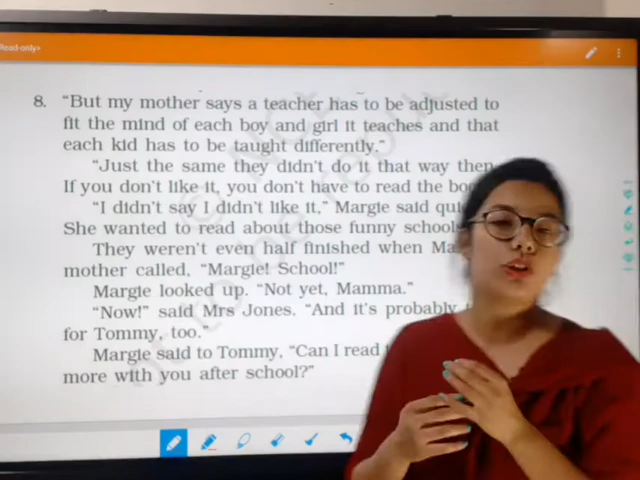 Read-only>
8. “But my mother says a teacher has to be adjusted to
fit the mind of each boy and girl it teaches and that
each kid has to be taught differently.”
“Just the same they didn't do it that way then.
If you don't like it, you don't have to read the
“I didn't say I didn't like it,” Margie said
She wanted to read about those funny schools
They weren't even half finished when
mother called, “Margie! School!”
Margie looked up. “Not yet, Mamma.”
“Now!” said Mrs Jones. “And it's probably
for Tommy, too.
Margie said to Tommy, “Can I read
more with you after school?”